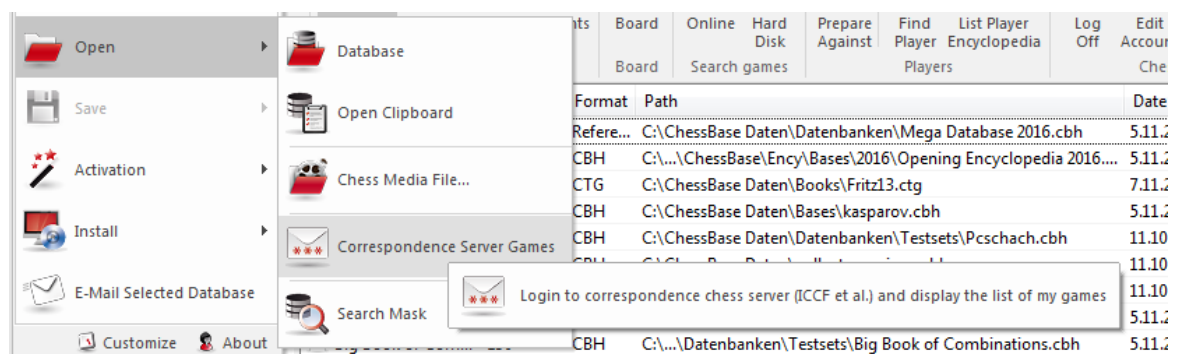 Open
Save
Activation
Install
E-Mail Selected Database
Customize About
Database
Open Clipboard
Chess Media File...
Correspondence Server Games
Search Mask
Login to correspondence chess server (ICCF et al.) and display the list of my games
Board Online Hard Disk Prepare Against Find Player List Player Encyclopedia Log Off Edit
Board Search games Players
Format Path Date
Refere... C:\ChessBase Daten\Datenbanken\Mega Database 2016.cbh 5.11.2
CBH C:\...\ChessBase\Ency\Bases\2016\Opening Encyclopedia 2016.... 5.11.2
CTG C:\ChessBase Daten\Books\Fritz13.ctg 7.11.2
CBH C:\ChessBase Daten\Bases\kasparov.cbh 5.11.2
CBH C:\ChessBase Daten\Datenbanken\Testsets\Pcschach.cbh 11.10
11.10
11.10
5.11.2
CBH C:\...\Datenbanken\Testsets\Big Book of Combinations.cbh 5.11.2